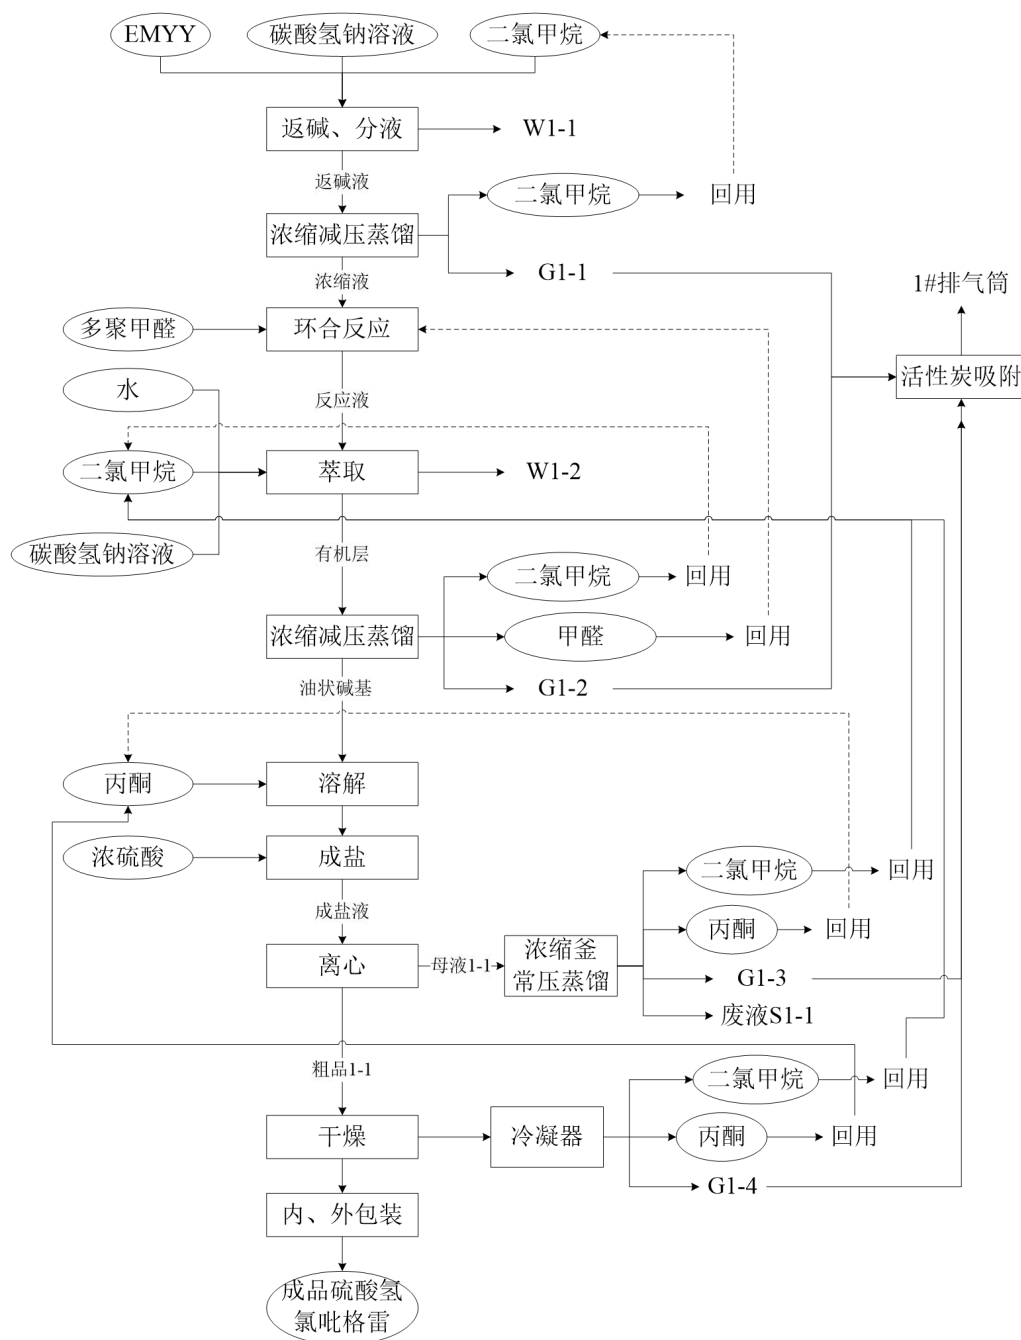 EMYY
碳酸氢钠溶液
二氯甲烷
返碱、分液
W1-1
返碱液
二氯甲烷
回用
浓缩减压蒸馏
G1-1
浓缩液
1#排气筒
多聚甲醛
环合反应
活性炭吸附
水
反应液
二氯甲烷
萃取
W1-2
碳酸氢钠溶液
有机层
二氯甲烷
回用
浓缩减压蒸馏
甲醛
回用
油状碱基
G1-2
丙酮
溶解
浓硫酸
成盐
二氯甲烷
回用
成盐液
丙酮
回用
离心
母液1-1
浓缩釜
常压蒸馏
G1-3
废液S1-1
粗品1-1
二氯甲烷
回用
干燥
冷凝器
丙酮
回用
G1-4
内、外包装
成品硫酸氢
氯吡格雷